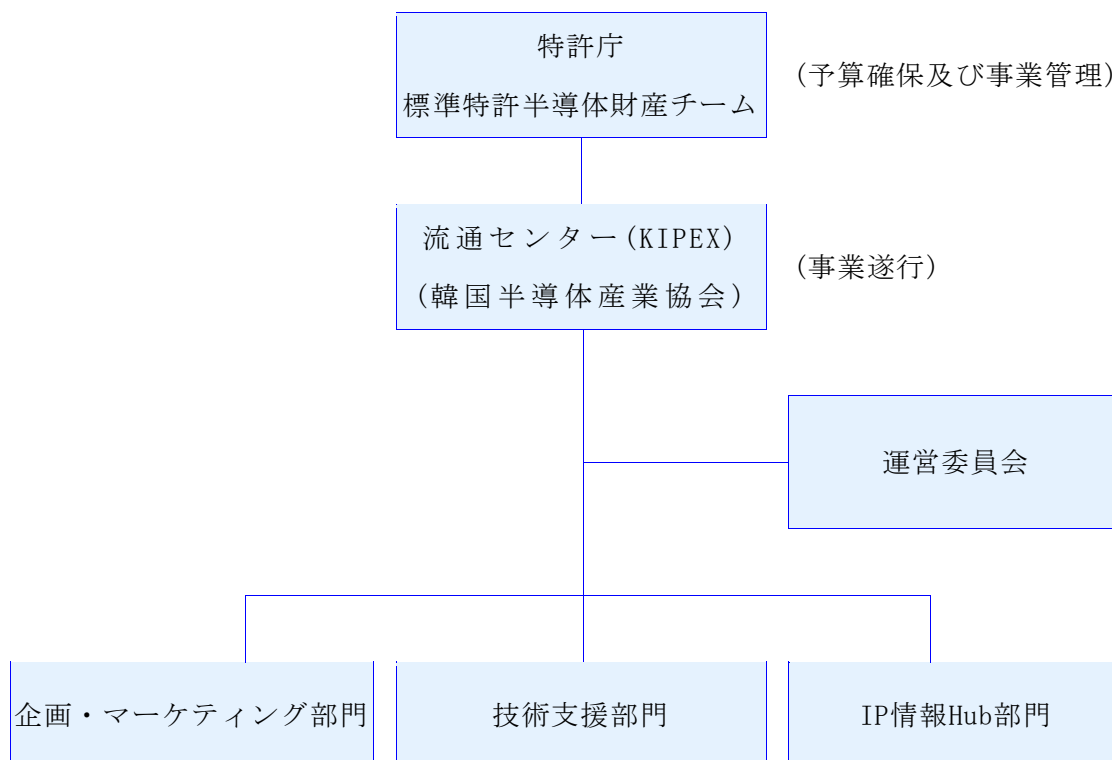 特許庁
標準特許半導体財産チーム
(予算確保及び事業管理)
流通センター(KIPEX)
(韓国半導体産業協会)
(事業遂行)
運営委員会
企画・マーケティング部門
技術支援部門
IP情報Hub部門